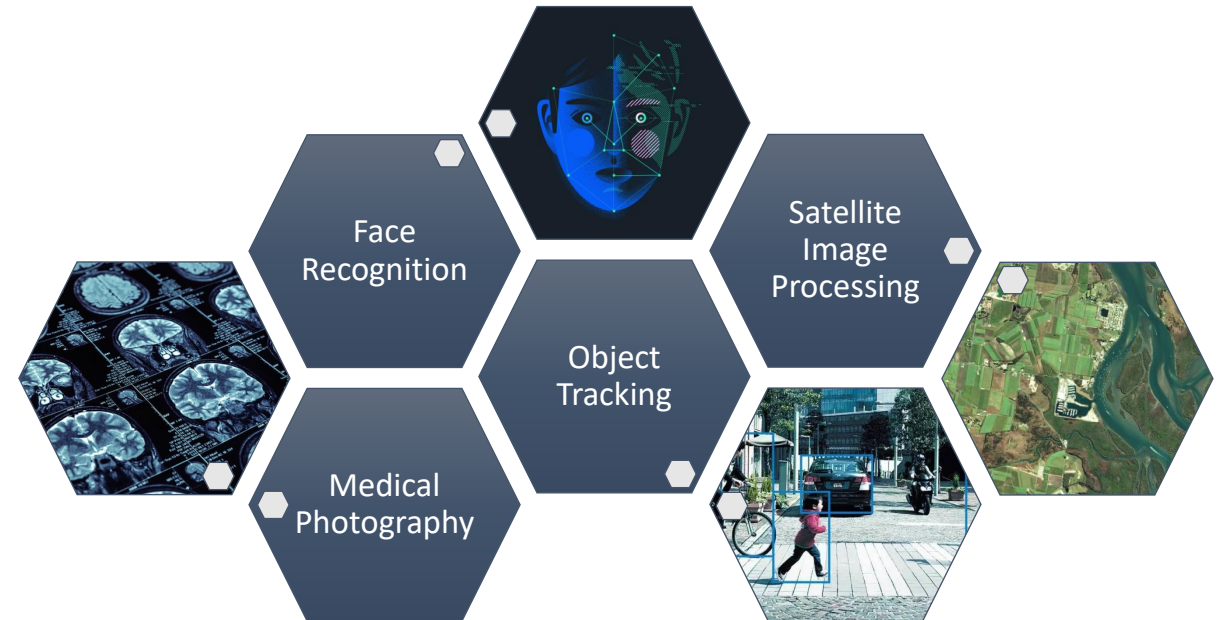 Face
Recognition
Satellite
Image
Processing
Object
Tracking
Medical
Photography